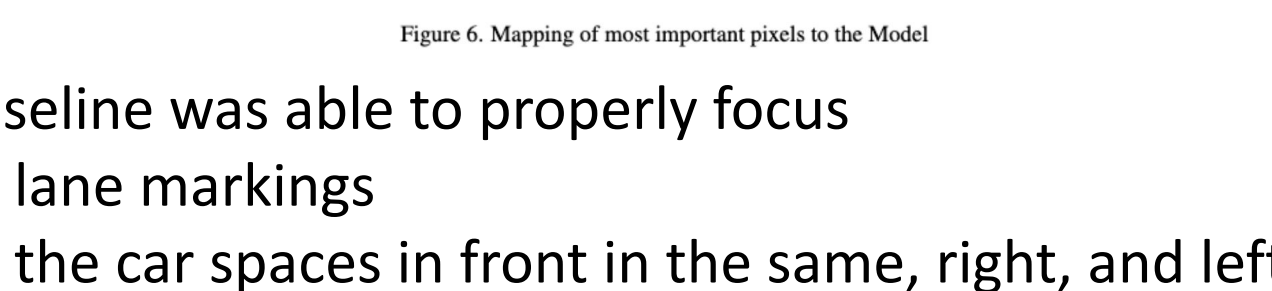 Figure 6. Mapping of most important pixels to the Model
seline was able to properly focus
lane markings
the car spaces in front in the same, right, and left